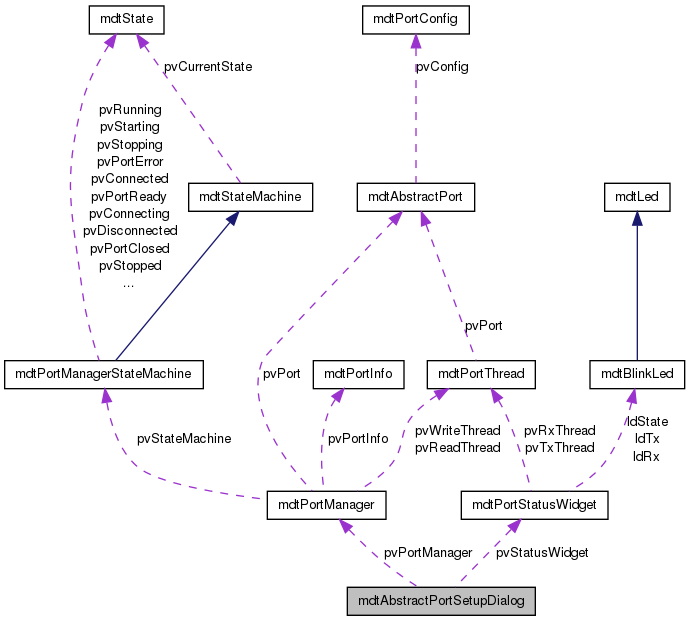 mdtState
mdtPortConfig
pvCurrentState
pvConfig
pvRunning
pvStarting
pvStopping
pvPortError
pvConnected
pvPortReady
pvConnecting
pvDisconnected
pvPortClosed
pvStopped
...
mdtStateMachine
mdtAbstractPort
mdtLed
pvPort
pvPort
mdtPortManagerStateMachine
mdtPortInfo
mdtPortThread
mdtBlinkLed
pvStateMachine
pvPortInfo
pvWriteThread
pvReadThread
pvRxThread
pvTxThread
ldState
ldTx
ldRx
mdtPortManager
mdtPortStatusWidget
pvPortManager
pvStatusWidget
mdtAbstractPortSetupDialog